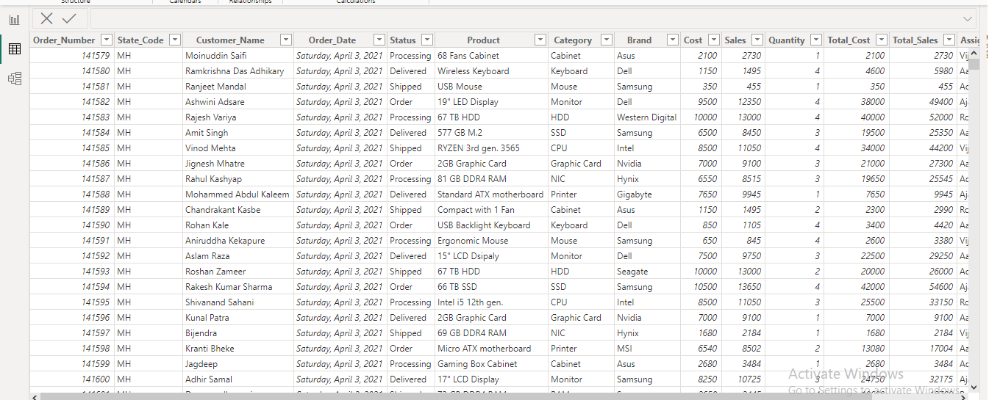 Structure Calendars Relationships Calculations
Order_Number State_Code Customer_Name Order_Date Status Product Category Brand Cost Sales Quantity Total_Cost Total_Sales Assig
141579 MH Moinuddin Saifi Saturday, April 3, 2021 Processing 68 Fans Cabinet Cabinet Asus 2100 2730 1 2100 2730 Vij
141580 MH Ramkrishna Das Adhikary Saturday, April 3, 2021 Delivered Wireless Keyboard Keyboard Dell 1150 1495 4 4600 5980 Aa
141581 MH Ranjeet Mandal Saturday, April 3, 2021 Shipped USB Mouse Mouse Samsung 350 455 1 350 455 Ad
141582 MH Ashwini Adsare Saturday, April 3, 2021 Order 19" LED Display Monitor Dell 9500 12350 4 38000 49400 Aj
141583 MH Rajesh Variya Saturday, April 3, 2021 Processing 67 TB HDD HDD Western Digital 10000 13000 4 40000 52000 Ro
141584 MH Amit Singh Saturday, April 3, 2021 Delivered 577 GB M.2 SSD Samsung 6500 8450 3 19500 25350 Aa
141585 MH Vinod Mehta Saturday, April 3, 2021 Shipped RYZEN 3rd gen. 3565 CPU Intel 8500 11050 4 34000 44200 Vij
141586 MH Jignesh Mhatre Saturday, April 3, 2021 Order 2GB Graphic Card Graphic Card Nvidia 7000 9100 3 21000 27300 Aa
141587 MH Rahul Kashyap Saturday, April 3, 2021 Processing 81 GB DDR4 RAM NIC Hynix 6550 8515 3 19650 25545 Ad
141588 MH Mohammed Abdul Kaleem Saturday, April 3, 2021 Delivered Standard ATX motherboard Printer Gigabyte 7650 9945 1 7650 9945 Aj
141589 MH Chandrakant Kasbe Saturday, April 3, 2021 Shipped Compact with 1 Fan Cabinet Asus 1150 1495 2 2300 2990 Ro
141590 MH Rohan Kale Saturday, April 3, 2021 Order USB Backlight Keyboard Keyboard Dell 850 1105 4 3400 4420 Aa
141591 MH Aniruddha Kekapure Saturday, April 3, 2021 Processing Ergonomic Mouse Mouse Samsung 650 845 4 2600 3380 Vij
141592 MH Aslam Raza Saturday, April 3, 2021 Delivered 15" LCD Dsipaly Monitor Dell 7500 9750 3 22500 29250 Aa
141593 MH Roshan Zameer Saturday, April 3, 2021 Shipped 67 TB HDD HDD Seagate 10000 13000 2 20000 26000 Ad
141594 MH Rakesh Kumar Sharma Saturday, April 3, 2021 Order 66 TB SSD SSD Samsung 10500 13650 4 42000 54600 Aj
141595 MH Shivanand Sahani Saturday, April 3, 2021 Processing Intel i5 12th gen. CPU Intel 8500 11050 3 25500 33150 Ro
141596 MH Kunal Patra Saturday, April 3, 2021 Delivered 2GB Graphic Card Graphic Card Nvidia 7000 9100 1 7000 9100 Aa
141597 MH Bijendra Saturday, April 3, 2021 Shipped 69 GB DDR4 RAM NIC Hynix 1680 2184 1 1680 2184 Vij
141598 MH Kranti Bheke Saturday, April 3, 2021 Order Micro ATX motherboard Printer MSI 6540 8502 2 13080 17004 Aa
141599 MH Jagdeep Saturday, April 3, 2021 Processing Gaming Box Cabinet Cabinet Asus 2680 3484 1 2680 3484 Ad
141600 MH Adhir Samal Saturday, April 3, 2021 Delivered 17" LCD Display Monitor Samsung 8250 10725 3 24750 32175 Aj
Activate Windows
Go to Settings to activate Windows.